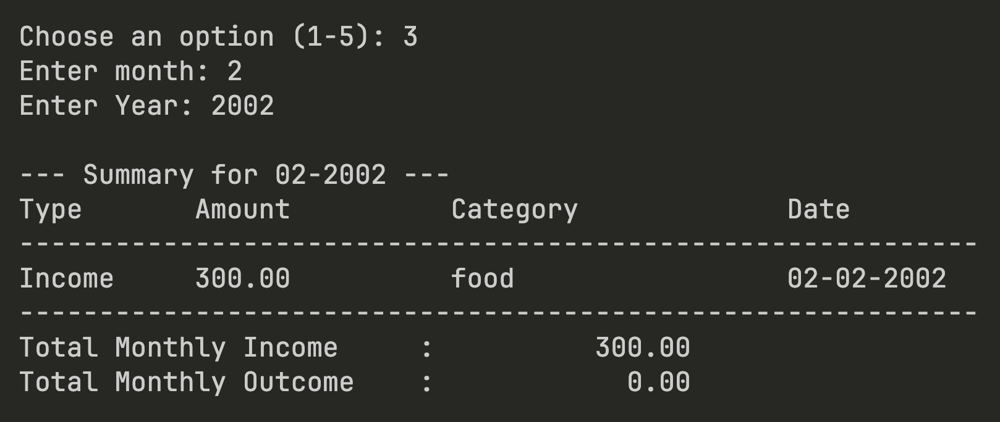 Choose an option (1-5): 3
Enter month: 2
Enter Year: 2002

--- Summary for 02-2002 ---
Type       Amount          Category             Date
------------------------------------------------------------
Income     300.00          food                 02-02-2002
------------------------------------------------------------
Total Monthly Income     :          300.00
Total Monthly Outcome    :            0.00